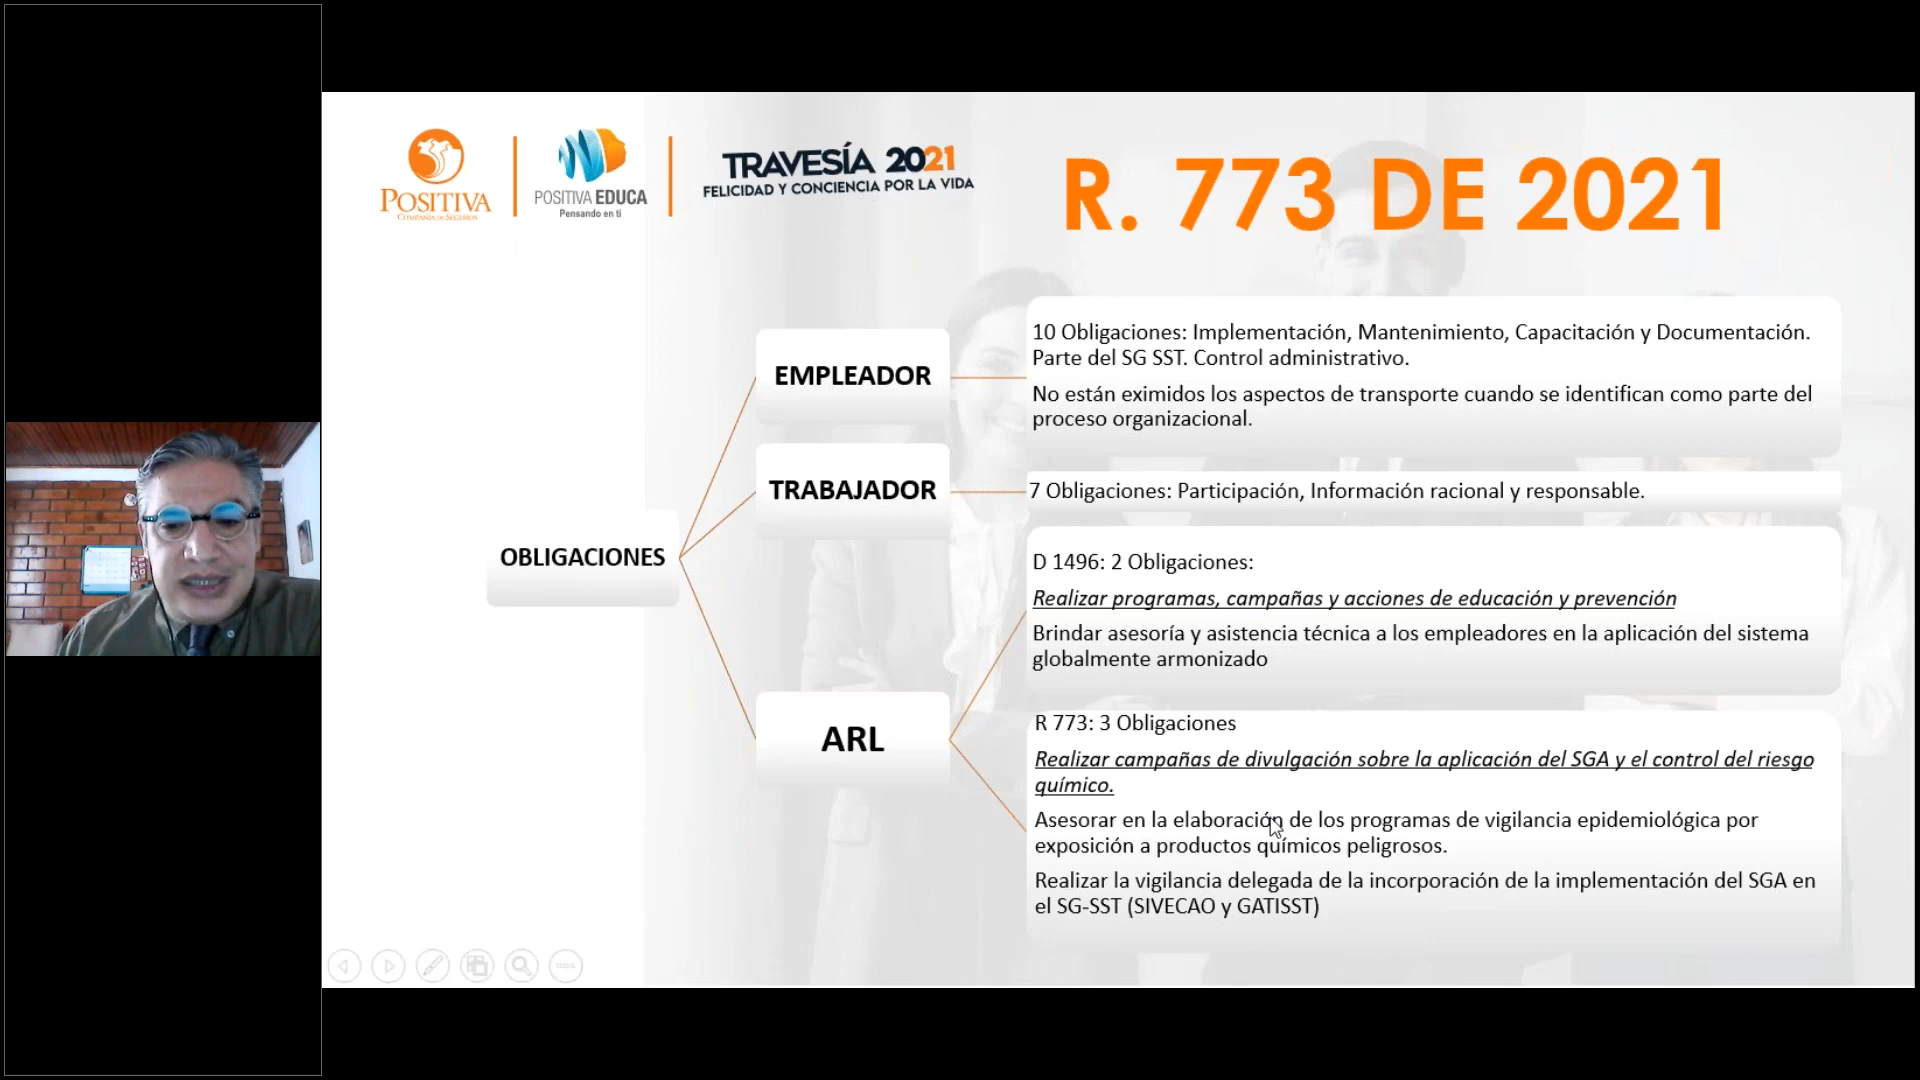 POSITIVA
COMPAÑÍA DE SEGUROS
POSITIVA EDUCA
Pensando en ti
TRAVESÍA 2021
FELICIDAD Y CONCIENCIA POR LA VIDA
R. 773 DE 2021
OBLIGACIONES
EMPLEADOR
10 Obligaciones: Implementación, Mantenimiento, Capacitación y Documentación.
Parte del SG SST. Control administrativo.
No están eximidos los aspectos de transporte cuando se identifican como parte del
proceso organizacional.
TRABAJADOR
7 Obligaciones: Participación, Información racional y responsable.
ARL
D 1496: 2 Obligaciones:
Realizar programas, campañas y acciones de educación y prevención
Brindar asesoría y asistencia técnica a los empleadores en la aplicación del sistema
globalmente armonizado
R 773: 3 Obligaciones
Realizar campañas de divulgación sobre la aplicación del SGA y el control del riesgo
químico.
Asesorar en la elaboración de los programas de vigilancia epidemiológica por
exposición a productos químicos peligrosos.
Realizar la vigilancia delegada de la incorporación de la implementación del SGA en
el SG-SST (SIVECAO y GATISST)